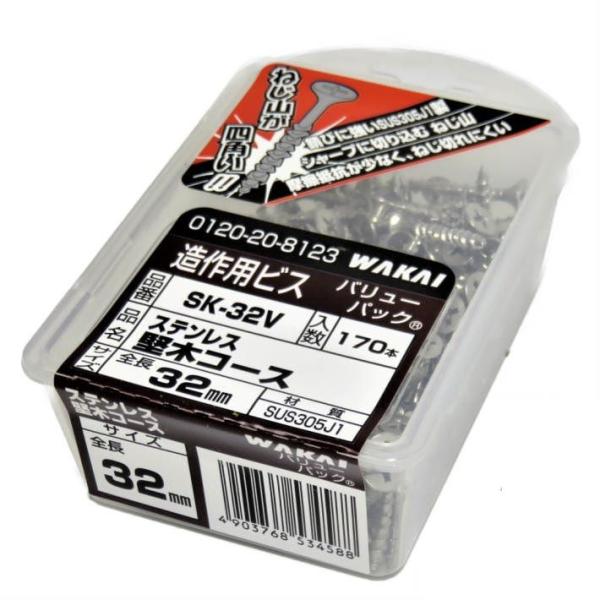 ねじ山が
四角い!!
錆びに強いSUS305J1製
シャープに切り込む ねじ山
摩擦抵抗が少なく、ねじ切れにくい
0120-20-8123 WAKAI
造作用ビス バリュー
パック®
品番 SK-32V 入数 170本
品名 ステンレス
堅木コース
サイズ 全長 32mm 材質 SUS305J1
ステンレス
堅木コース
サイズ
全長 32mm
WAKAI
バリュー
パック®
4903768534588